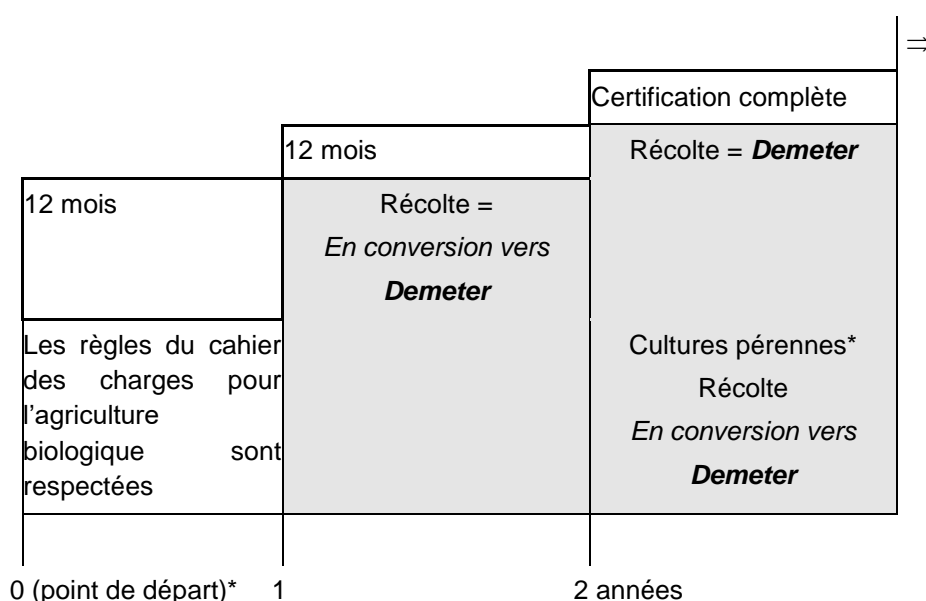 Certification complète
12 mois
Récolte = Demeter
12 mois
Récolte =
En conversion vers
Demeter
Les règles du cahier
des charges pour
l'agriculture
biologique sont
respectées
Cultures pérennes*
Récolte
En conversion vers
Demeter
0 (point de départ)*
1
2 années